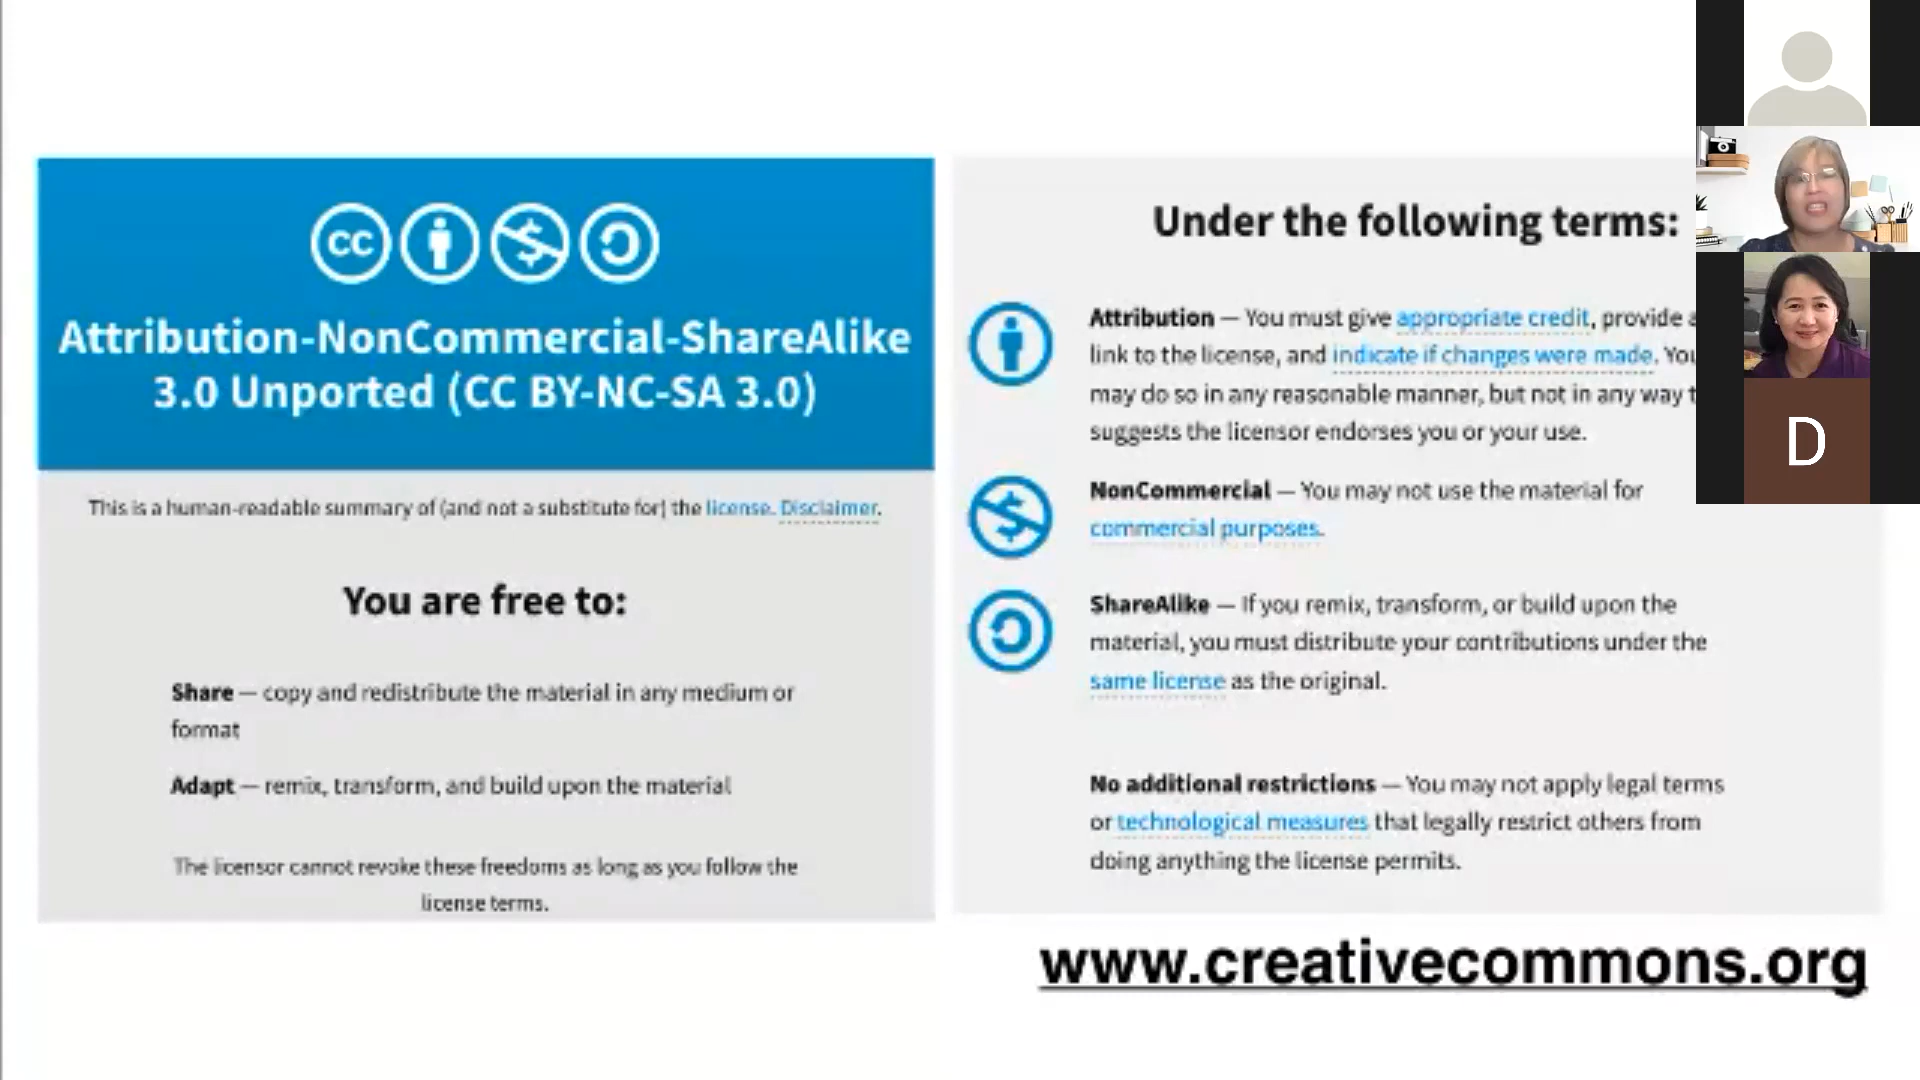 cc
Attribution-NonCommercial-ShareAlike
3.0 Unported (CC BY-NC-SA 3.0)
This is a human-readable summary of (and not a substitute for) the license. Disclaimer.
You are free to:
Share — copy and redistribute the material in any medium or
format
Adapt — remix, transform, and build upon the material
The licensor cannot revoke these freedoms as long as you follow the
license terms.
Under the following terms:
Attribution — You must give appropriate credit, provide
link to the license, and indicate if changes were made.
may do so in any reasonable manner, but not in any way
suggests the licensor endorses you or your use.
NonCommercial — You may not use the material for
commercial purposes.
ShareAlike — If you remix, transform, or build upon the
material, you must distribute your contributions under the
same license as the original.
No additional restrictions — You may not apply legal terms
or technological measures that legally restrict others from
doing anything the license permits.
www.creativecommons.org
D